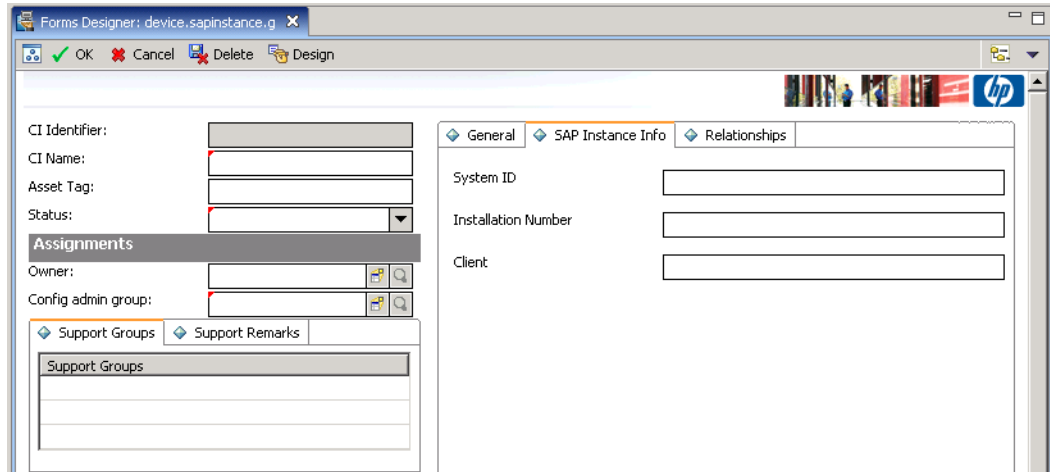 Forms Designer: device.sapinstance.g
OK Cancel Delete Design
hp
CI Identifier:
CI Name:
Asset Tag:
Status:
Assignments
Owner:
Config admin group:
Support Groups Support Remarks
Support Groups
General SAP Instance Info Relationships
System ID
Installation Number
Client